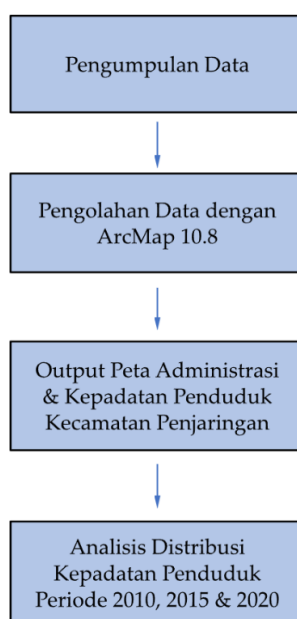 Pengumpulan Data
Pengolahan Data dengan
ArcMap 10.8
Output Peta Administrasi
& Kepadatan Penduduk
Kecamatan Penjaringan
Analisis Distribusi
Kepadatan Penduduk
Periode 2010, 2015 & 2020